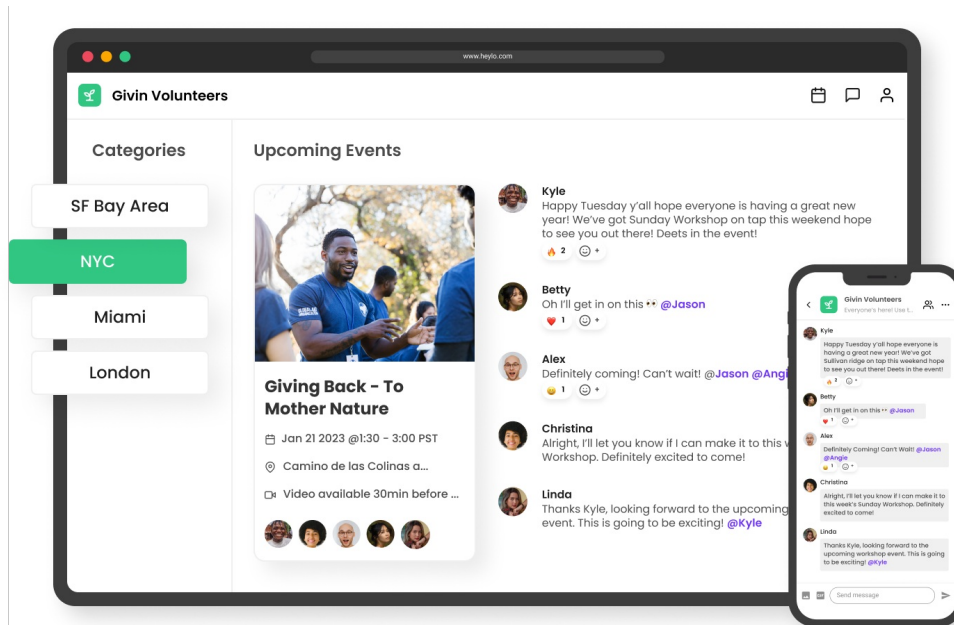 www.heylo.com
Givin Volunteers
Categories
SF Bay Area
NYC
Miami
London
Upcoming Events
Giving Back - To
Mother Nature
Jan 21 2023 @1:30 - 3:00 PST
Camino de las Colinas a...
Video available 30min before ...
Kyle
Happy Tuesday y'all hope everyone is having a great new
year! We've got Sunday Workshop on tap this weekend hope
to see you out there! Deets in the event!
🔥 2
+
Betty
Oh I'll get in on this 👀 @Jason
❤️ 1
+
Alex
Definitely coming! Can't wait! @Jason @Angi
😄 1
+
Christina
Alright, I'll let you know if I can make it to this w
Workshop. Definitely excited to come!
Linda
Thanks Kyle, looking forward to the upcoming
event. This is going to be exciting! @Kyle
Givin Volunteers
Everyone's here! Use t...
Kyle
Happy Tuesday y'all hope everyone is
having a great new year! We've got
Sullivan ridge on tap this weekend hope
to see you out there! Deets in the event!
🔥 2
+
Betty
Oh I'll get in on this 👀 @Jason
❤️ 1
+
Alex
Definitely Coming! Can't Wait! @Jason
@Angie
😄 1
+
Christina
Alright, I'll let you know if I can make it to
this week's Sunday Workshop. Definitely
excited to come!
Linda
Thanks Kyle, looking forward to the
upcoming workshop event. This is going
to be exciting! @Kyle
Send message